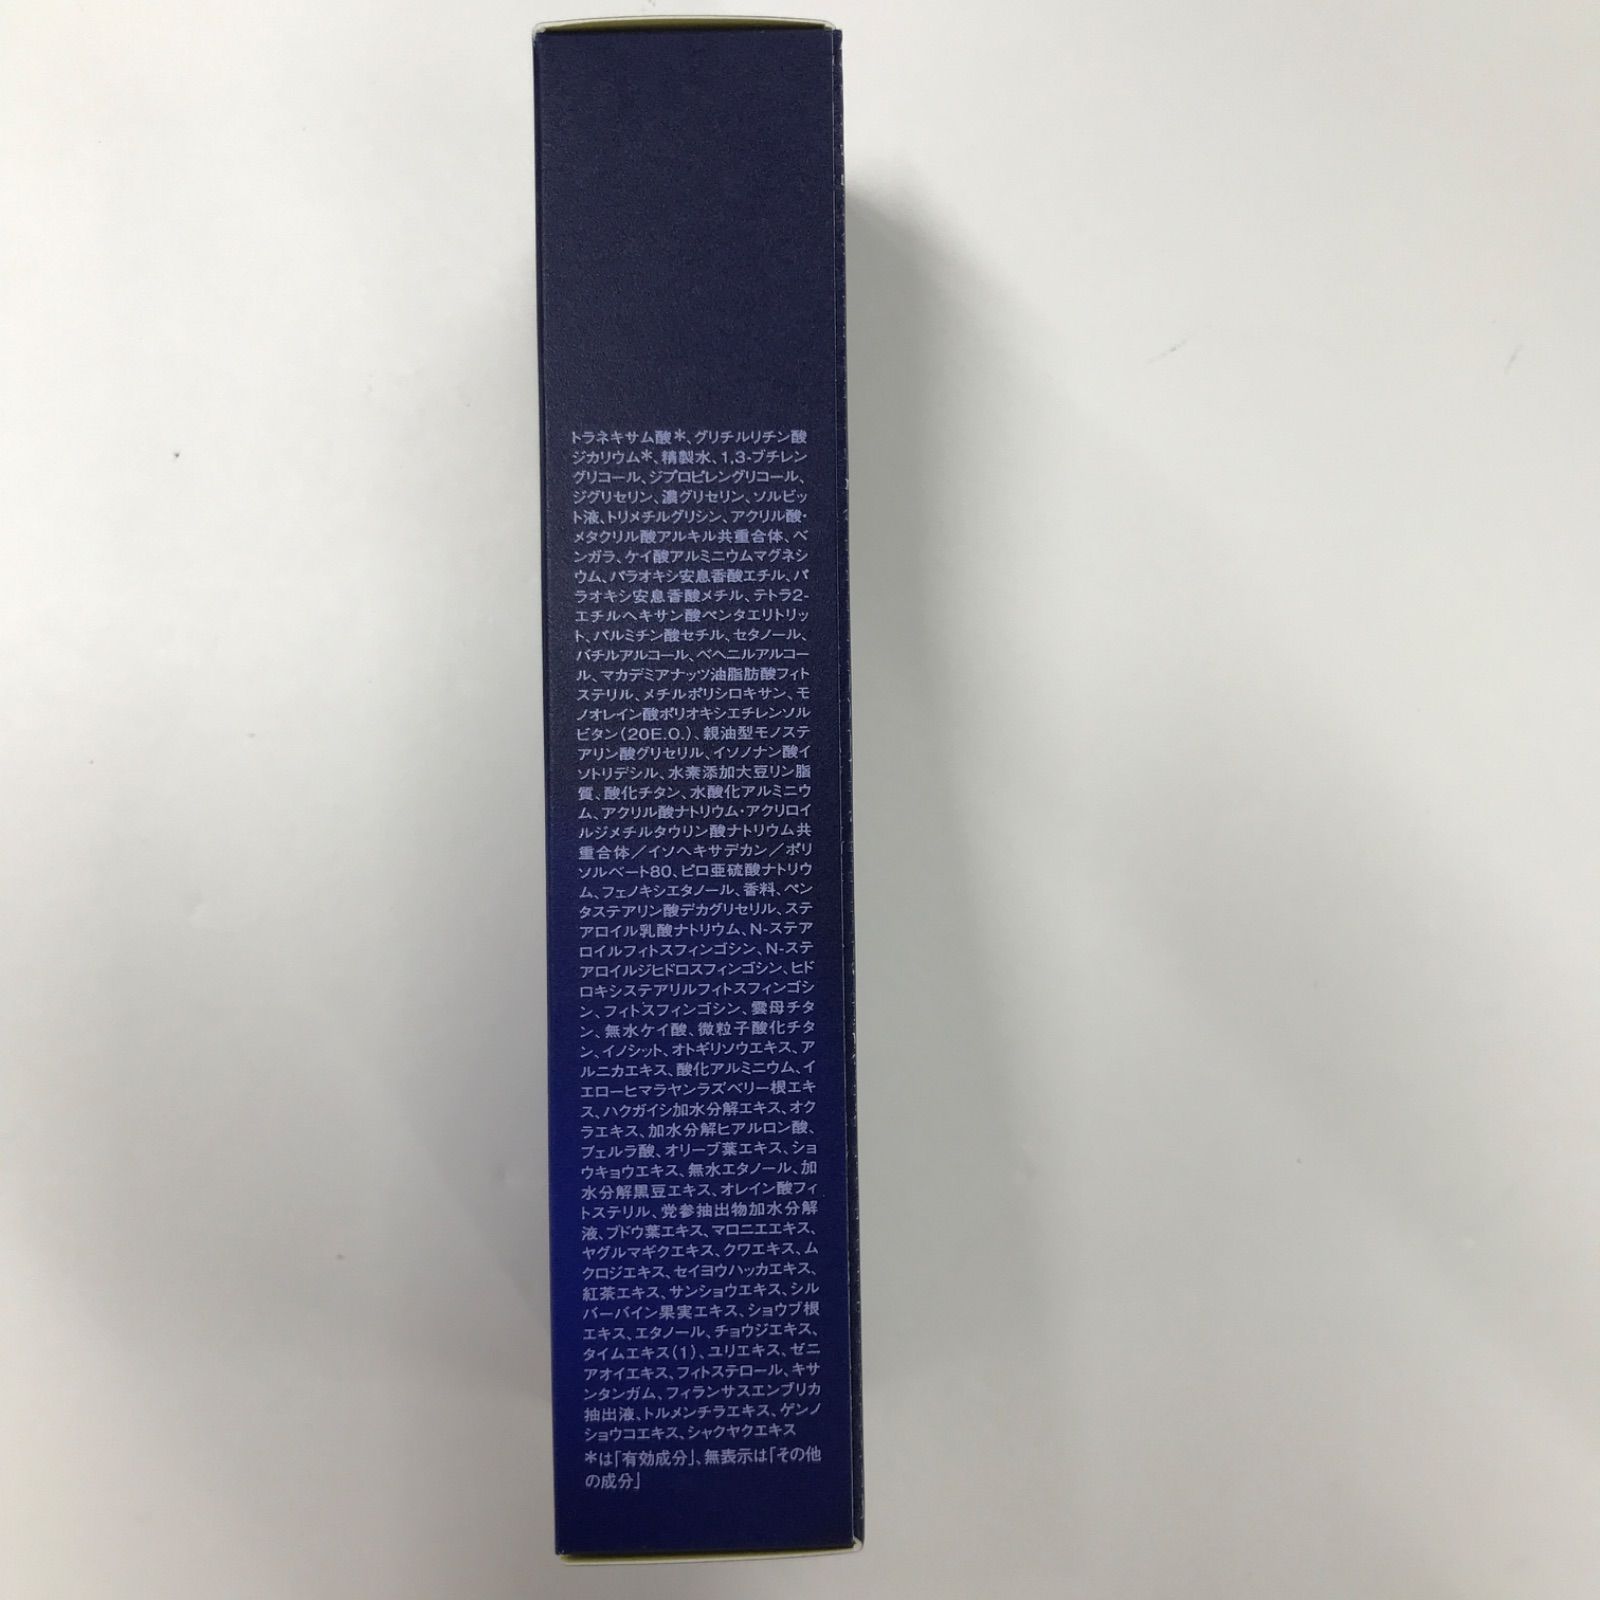 トラネキサム酸＊、グリチルリチン酸
ジカリウム＊、精製水、1,3-ブチレン
グリコール、ジプロピレングリコール、
ジグリセリン、濃グリセリン、ソルビッ
ト液、トリメチルグリシン、アクリル酸・
メタクリル酸アルキル共重合体、ベ
ンガラ、ケイ酸アルミニウムマグネシ
ウム、パラオキシ安息香酸エチル、パ
ラオキシ安息香酸メチル、テトラ2-
エチルヘキサン酸ペンタエリトリッ
ト、パルミチン酸セチル、セタノール、
バチルアルコール、ベヘニルアルコー
ル、マカデミアナッツ油脂肪酸フィト
ステリル、メチルポリシロキサン、モ
ノオレイン酸ポリオキシエチレンソル
ビタン(20E.O.)、親油型モノステ
アリン酸グリセリル、イソノナン酸イ
ソトリデシル、水素添加大豆リン脂
質、酸化チタン、水酸化アルミニウ
ム、アクリル酸ナトリウム・アクリロイ
ルジメチルタウリン酸ナトリウム共
重合体／イソヘキサデカン／ポリ
ソルベート80、ピロ亜硫酸ナトリウ
ム、フェノキシエタノール、香料、ペン
タステアリン酸デカグリセリル、ステ
アロイル乳酸ナトリウム、N-ステア
ロイルフィトスフィンゴシン、N-ステ
アロイルジヒドロスフィンゴシン、ヒド
ロキシステアリルフィトスフィンゴシ
ン、フィトスフィンゴシン、雲母チタ
ン、無水ケイ酸、微粒子酸化チタ
ン、イノシット、オトギリソウエキス、ア
ルニカエキス、酸化アルミニウム、イ
エローヒマラヤンラズベリー根エキ
ス、ハクガイシ加水分解エキス、オク
ラエキス、加水分解ヒアルロン酸、
フェルラ酸、オリーブ葉エキス、ショ
ウキョウエキス、無水エタノール、加
水分解黒豆エキス、オレイン酸フィ
トステリル、党参抽出物加水分解
液、ブドウ葉エキス、マロニエエキス、
ヤグルマギクエキス、クワエキス、ム
クロジエキス、セイヨウハッカエキス、
紅茶エキス、サンショウエキス、シル
バーバイン果実エキス、ショウブ根
エキス、エタノール、チョウジエキス、
タイムエキス(1)、ユリエキス、ゼニ
アオイエキス、フィトステロール、キサ
ンタンガム、フィランサスエンブリカ
抽出液、トルメンチラエキス、ゲンノ
ショウコエキス、シャクヤクエキス
＊は「有効成分」、無表示は「その他
の成分」